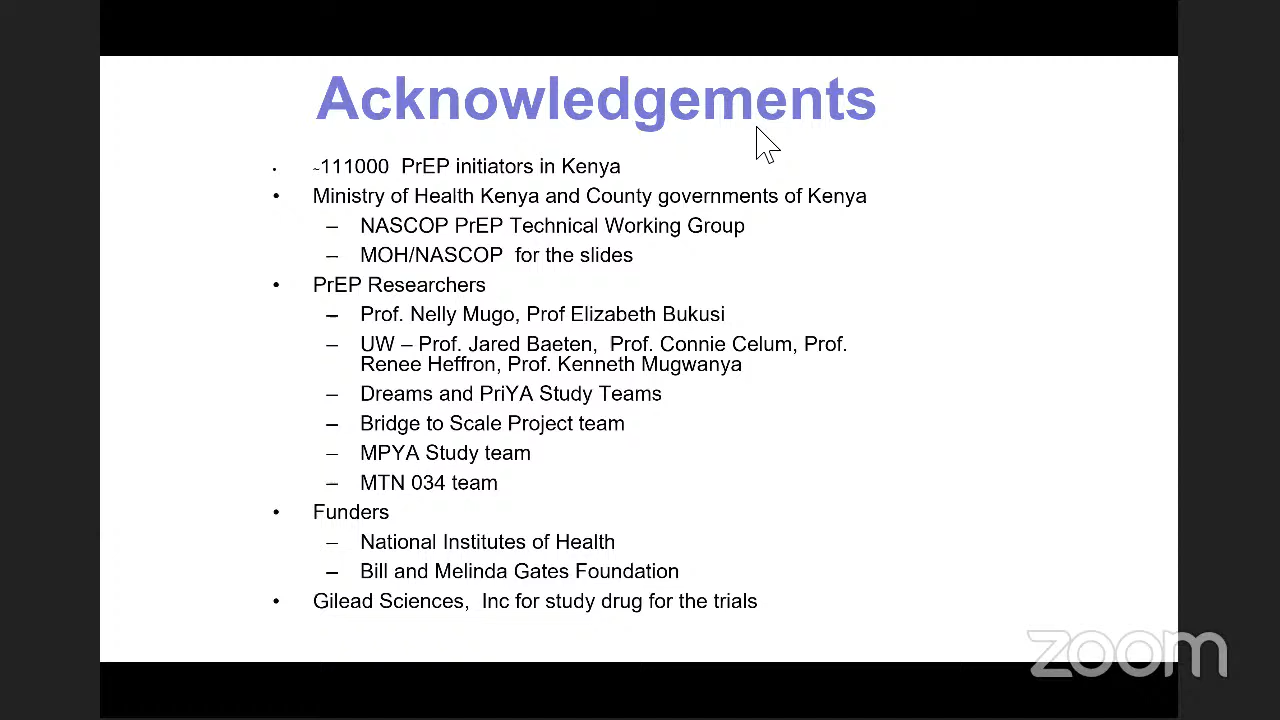 Acknowledgements
• ~111000 PrEP initiators in Kenya
• Ministry of Health Kenya and County governments of Kenya
– NASCOP PrEP Technical Working Group
– MOH/NASCOP for the slides
• PrEP Researchers
– Prof. Nelly Mugo, Prof Elizabeth Bukusi
– UW – Prof. Jared Baeten, Prof. Connie Celum, Prof.
Renee Heffron, Prof. Kenneth Mugwanya
– Dreams and PriYA Study Teams
– Bridge to Scale Project team
– MPYA Study team
– MTN 034 team
• Funders
– National Institutes of Health
– Bill and Melinda Gates Foundation
• Gilead Sciences, Inc for study drug for the trials
zoom